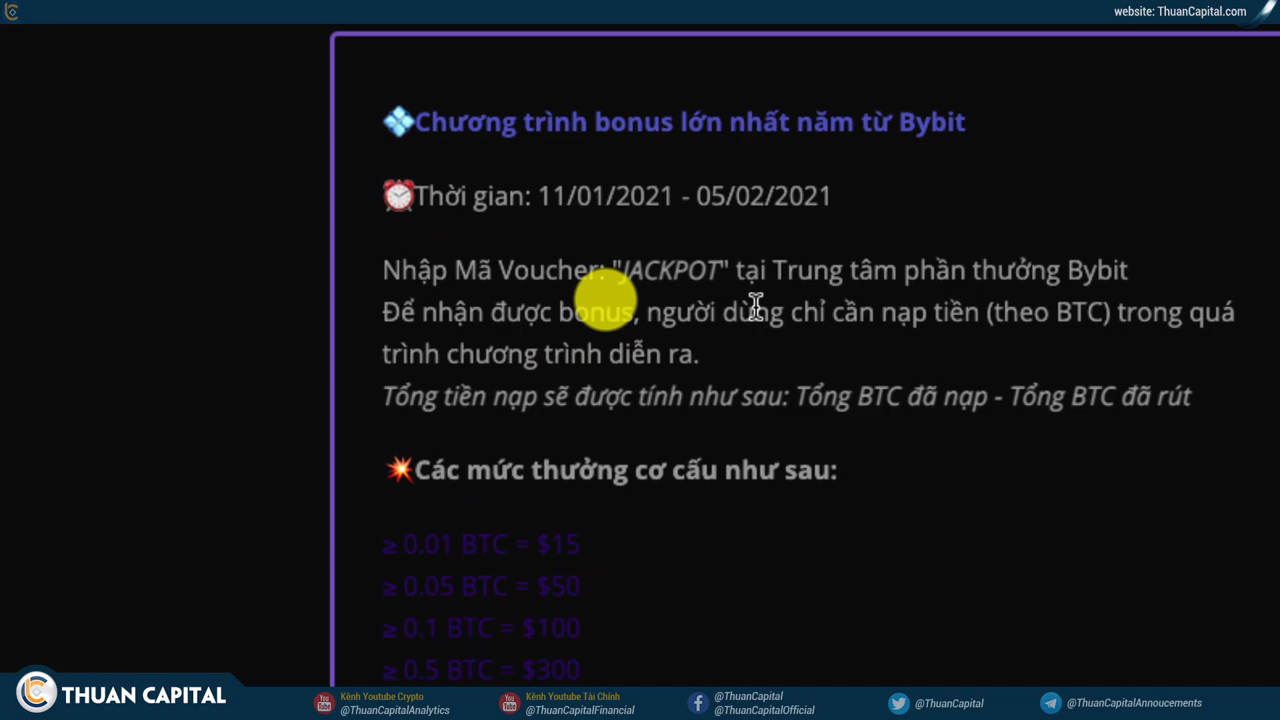 website: ThuanCapital.com
Chương trình bonus lớn nhất năm từ Bybit
Thời gian: 11/01/2021 - 05/02/2021
Nhập Mã Voucher: "JACKPOT" tại Trung tâm phần thưởng Bybit
Để nhận được bonus, người dùng chỉ cần nạp tiền (theo BTC) trong quá
trình chương trình diễn ra.
Tổng tiền nạp sẽ được tính như sau: Tổng BTC đã nạp - Tổng BTC đã rút
Các mức thưởng cơ cấu như sau:
≥ 0.01 BTC = $15
≥ 0.05 BTC = $50
≥ 0.1 BTC = $100
≥ 0.5 BTC = $300
THUAN CAPITAL
You Tube
Kênh Youtube Crypto
@ThuanCapitalAnalytics
You Tube
Kênh Youtube Tài Chính
@ThuanCapitalFinancial
@ThuanCapital
@ThuanCapitalOfficial
@ThuanCapital
@ThuanCapitalAnnoucements